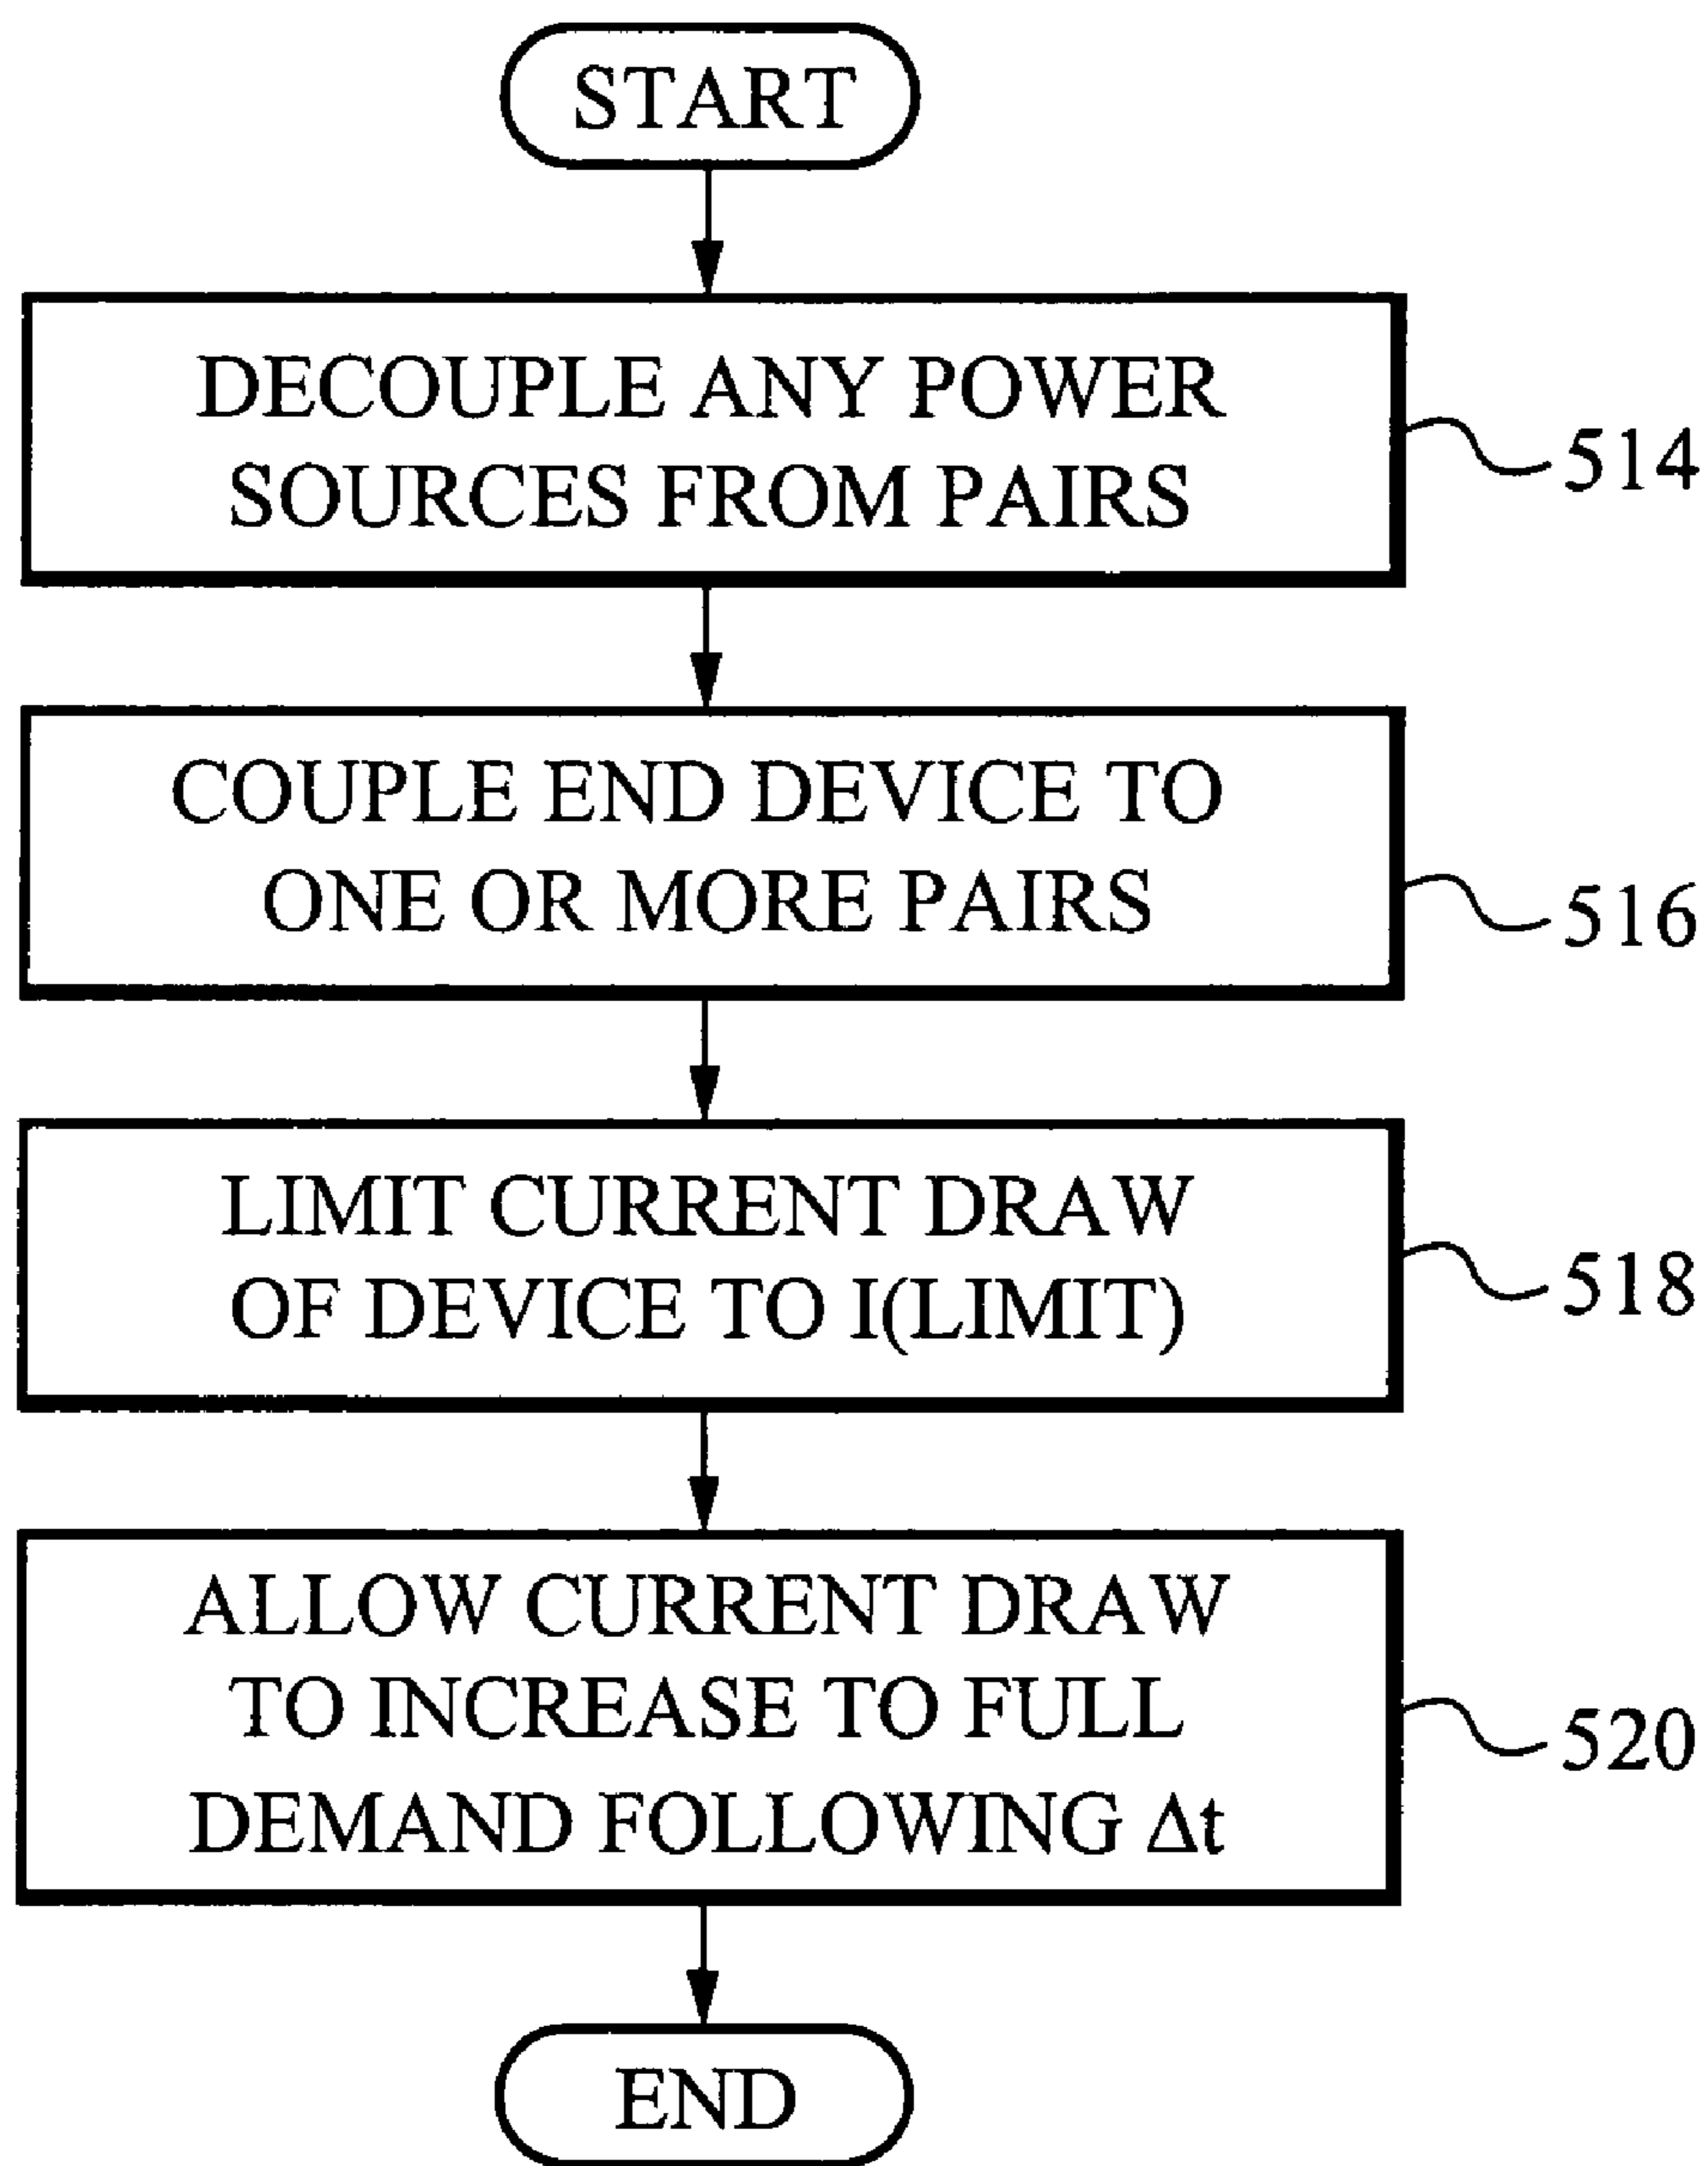 START
DECOUPLE ANY POWER
SOURCES FROM PAIRS
514
COUPLE END DEVICE TO
ONE OR MORE PAIRS
516
LIMIT CURRENT DRAW
OF DEVICE TO I(LIMIT)
518
ALLOW CURRENT DRAW
TO INCREASE TO FULL
DEMAND FOLLOWING Δt
520
END